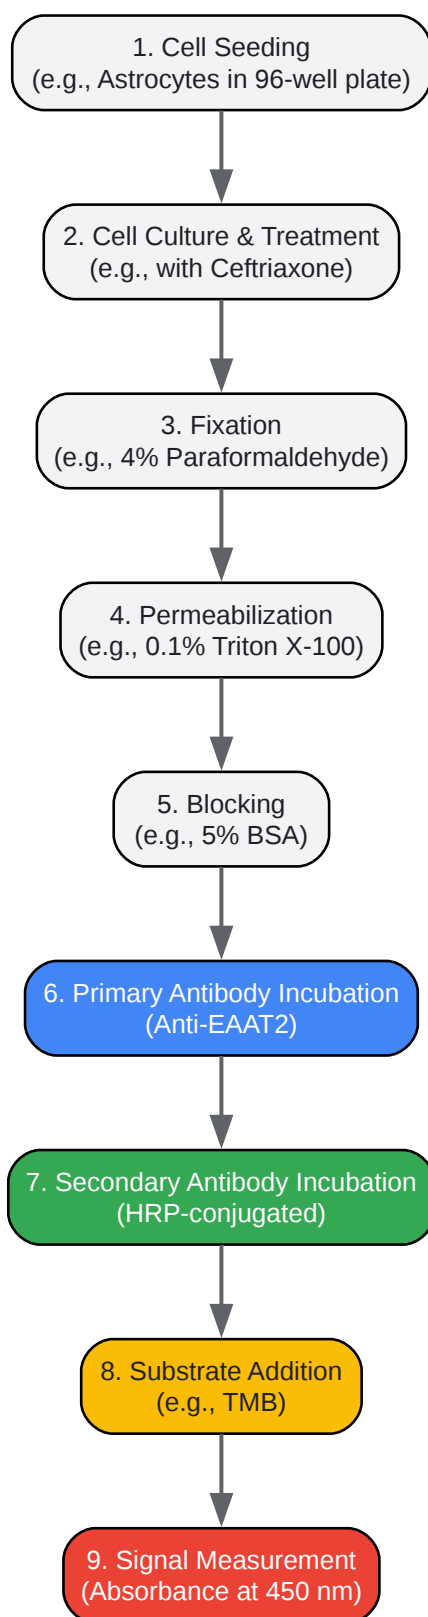 1. Cell Seeding
(e.g., Astrocytes in 96-well plate)
2. Cell Culture & Treatment
(e.g., with Ceftriaxone)
3. Fixation
(e.g., 4% Paraformaldehyde)
4. Permeabilization
(e.g., 0.1% Triton X-100)
5. Blocking
(e.g., 5% BSA)
6. Primary Antibody Incubation
(Anti-EAAT2)
7. Secondary Antibody Incubation
(HRP-conjugated)
8. Substrate Addition
(e.g., TMB)
9. Signal Measurement
(Absorbance at 450 nm)